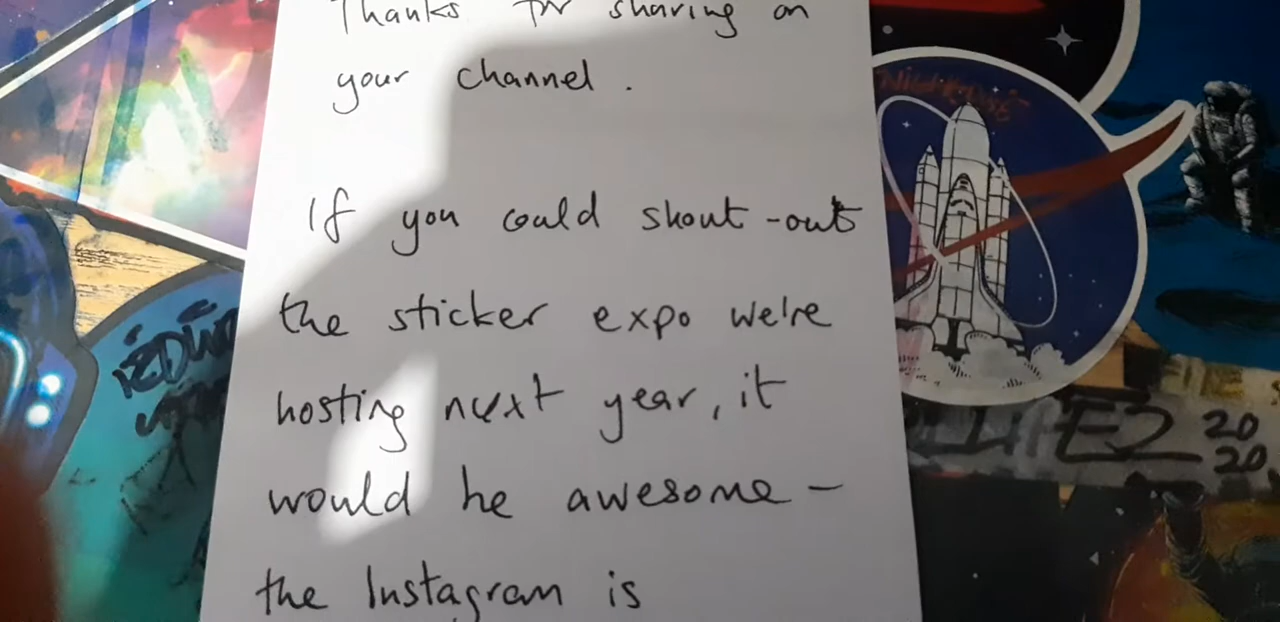 Thanks for sharing on
your channel.
If you could shout-out
the sticker expo we're
hosting next year, it
would be awesome -
the Instagram is
2020